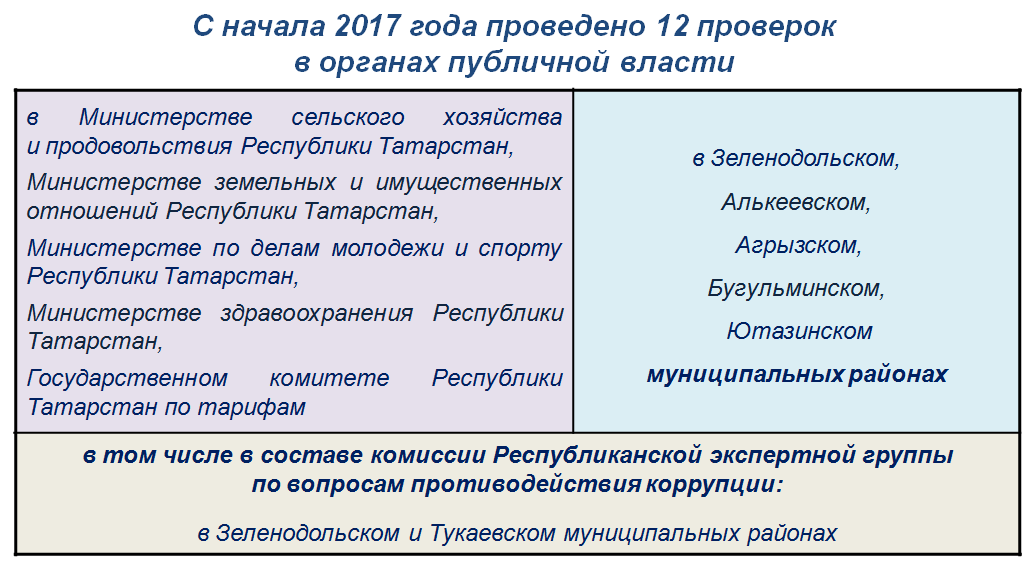 С начала 2017 года проведено 12 проверок
в органах публичной власти
в Министерстве сельского хозяйства
и продовольствия Республики Татарстан,
Министерстве земельных и имущественных
отношений Республики Татарстан,
Министерстве по делам молодежи и спорту
Республики Татарстан,
Министерстве здравоохранения Республики
Татарстан,
Государственном комитете Республики
Татарстан по тарифам
в Зеленодольском,
Алькеевском,
Агрызском,
Бугульминском,
Ютазинском
муниципальных районах
в том числе в составе комиссии Республиканской экспертной группы
по вопросам противодействия коррупции:
в Зеленодольском и Тукаевском муниципальных районах